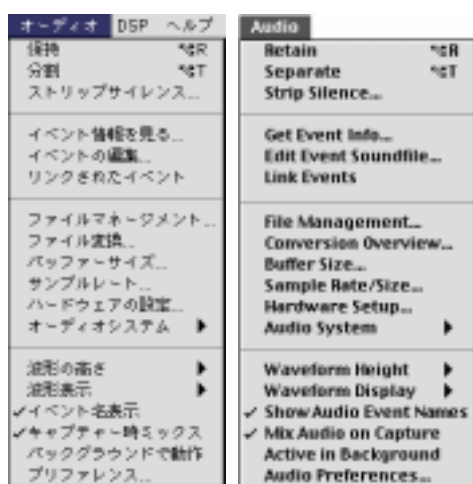 オーディオ DSP ヘルプ
保持 ⌥⌘R
分割 ⌥⌘T
ストリップサイレンス...
イベント情報を見る...
イベントの編集...
リンクされたイベント
ファイルマネージメント...
ファイル変換...
バッファーサイズ...
サンプルレート...
ハードウェアの設定...
オーディオシステム ▶
波形の高さ ▶
波形表示 ▶
✓イベント名表示
✓キャプチャー時ミックス
バックグラウンドで動作
プリファレンス...
Audio
Retain ⌥⌘R
Separate ⌥⌘T
Strip Silence...
Get Event Info...
Edit Event Soundfile...
Link Events
File Management...
Conversion Overview...
Buffer Size...
Sample Rate/Size...
Hardware Setup...
Audio System ▶
Waveform Height ▶
Waveform Display ▶
✓ Show Audio Event Names
✓ Mix Audio on Capture
Active in Background
Audio Preferences...